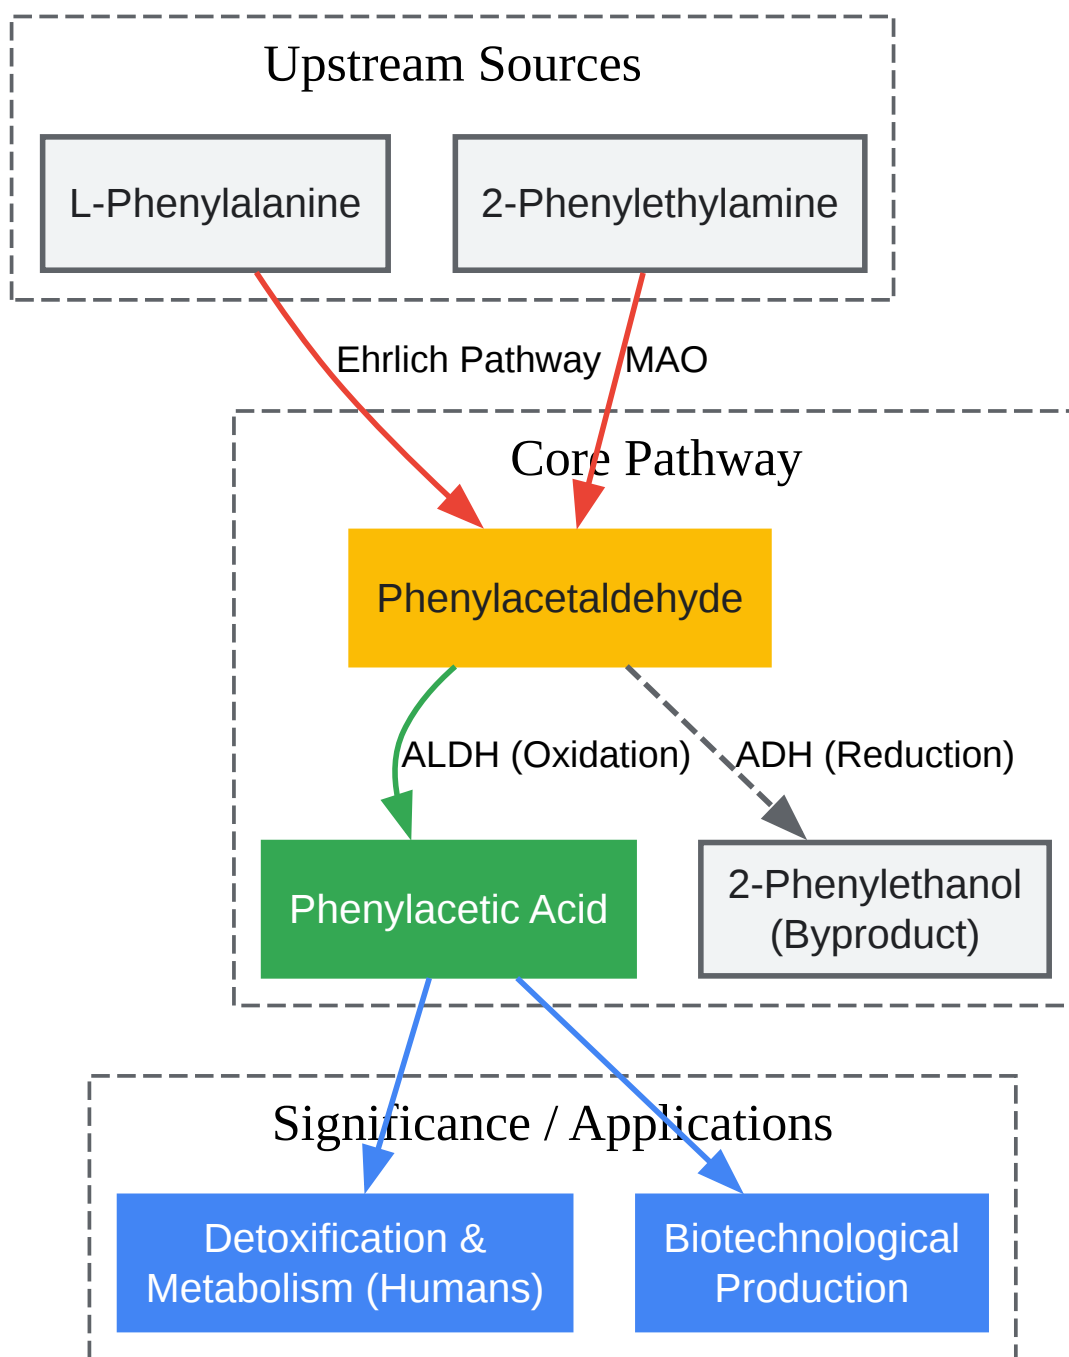 Upstream Sources
L-Phenylalanine
2-Phenylethylamine
Ehrlich Pathway
MAO
Core Pathway
Phenylacetaldehyde
ALDH (Oxidation)
ADH (Reduction)
Phenylacetic Acid
2-Phenylethanol
(Byproduct)
Significance / Applications
Detoxification &
Metabolism (Humans)
Biotechnological
Production